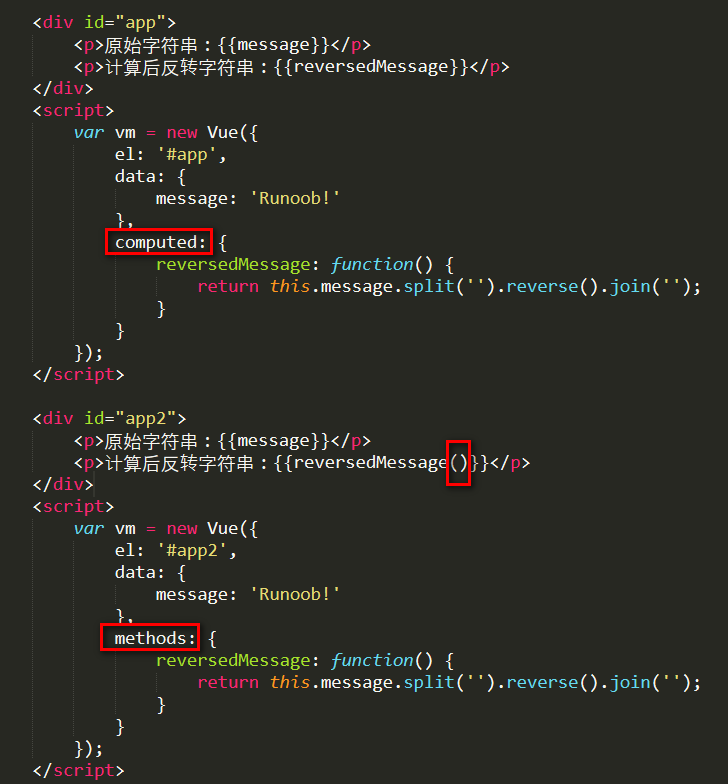 <div id="app">
<p>原始字符串：{{message}}</p>
<p>计算后反转字符串：{{reversedMessage}}</p>
</div>
<script>
var vm = new Vue({
el: '#app',
data: {
message: 'Runoob!'
},
computed: {
reversedMessage: function() {
return this.message.split('').reverse().join('');
}
}
});
</script>
<div id="app2">
<p>原始字符串：{{message}}</p>
<p>计算后反转字符串：{{reversedMessage()}}</p>
</div>
<script>
var vm = new Vue({
el: '#app2',
data: {
message: 'Runoob!'
},
methods: {
reversedMessage: function() {
return this.message.split('').reverse().join('');
}
}
});
</script>